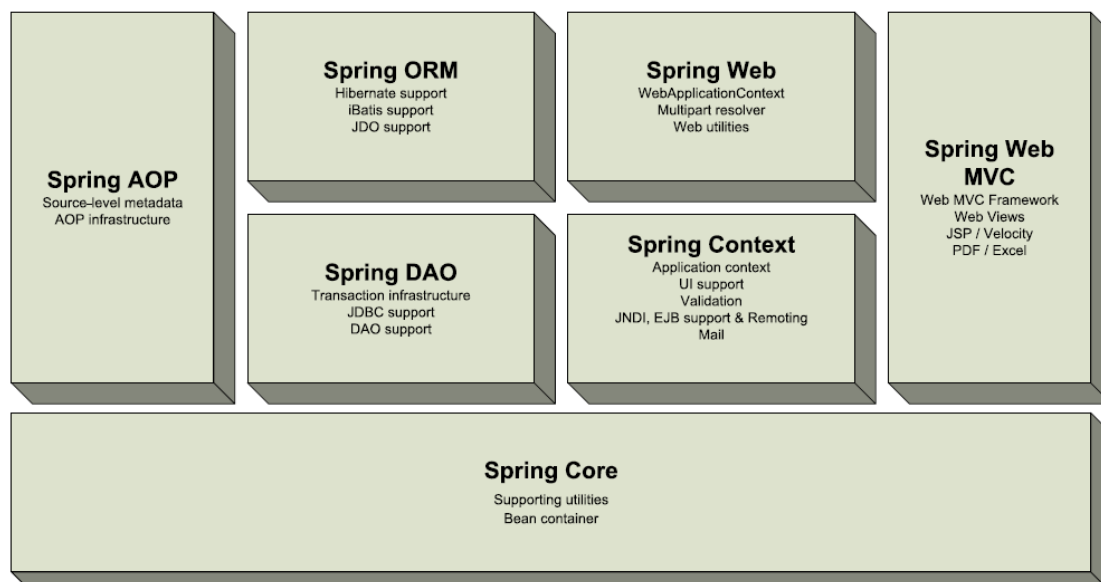 Spring AOP
Source-level metadata
AOP infrastructure
Spring ORM
Hibernate support
iBatis support
JDO support
Spring Web
WebApplicationContext
Multipart resolver
Web utilities
Spring Web
MVC
Web MVC Framework
Web Views
JSP / Velocity
PDF / Excel
Spring DAO
Transaction infrastructure
JDBC support
DAO support
Spring Context
Application context
UI support
Validation
JNDI, EJB support & Remoting
Mail
Spring Core
Supporting utilities
Bean container